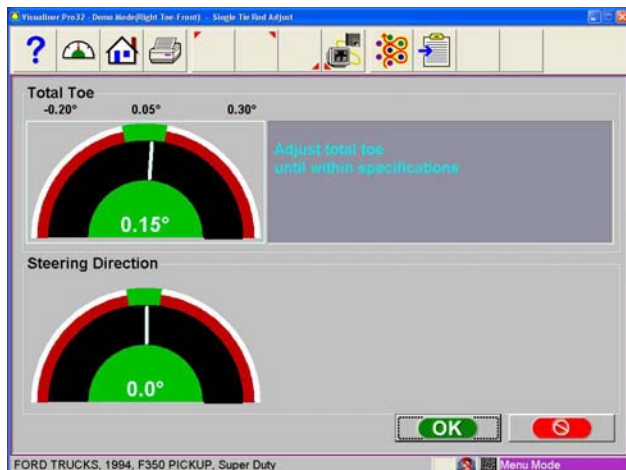 Visualiner Pro32 - Demo Mode(Right Toe-Front) - Single Tie Rod Adjust
?
Total Toe
-0.20° 0.05° 0.30°
Adjust total toe
until within specifications
0.15°
Steering Direction
0.0°
OK
FORD TRUCKS, 1994, F350 PICKUP, Super Duty
Menu Mode